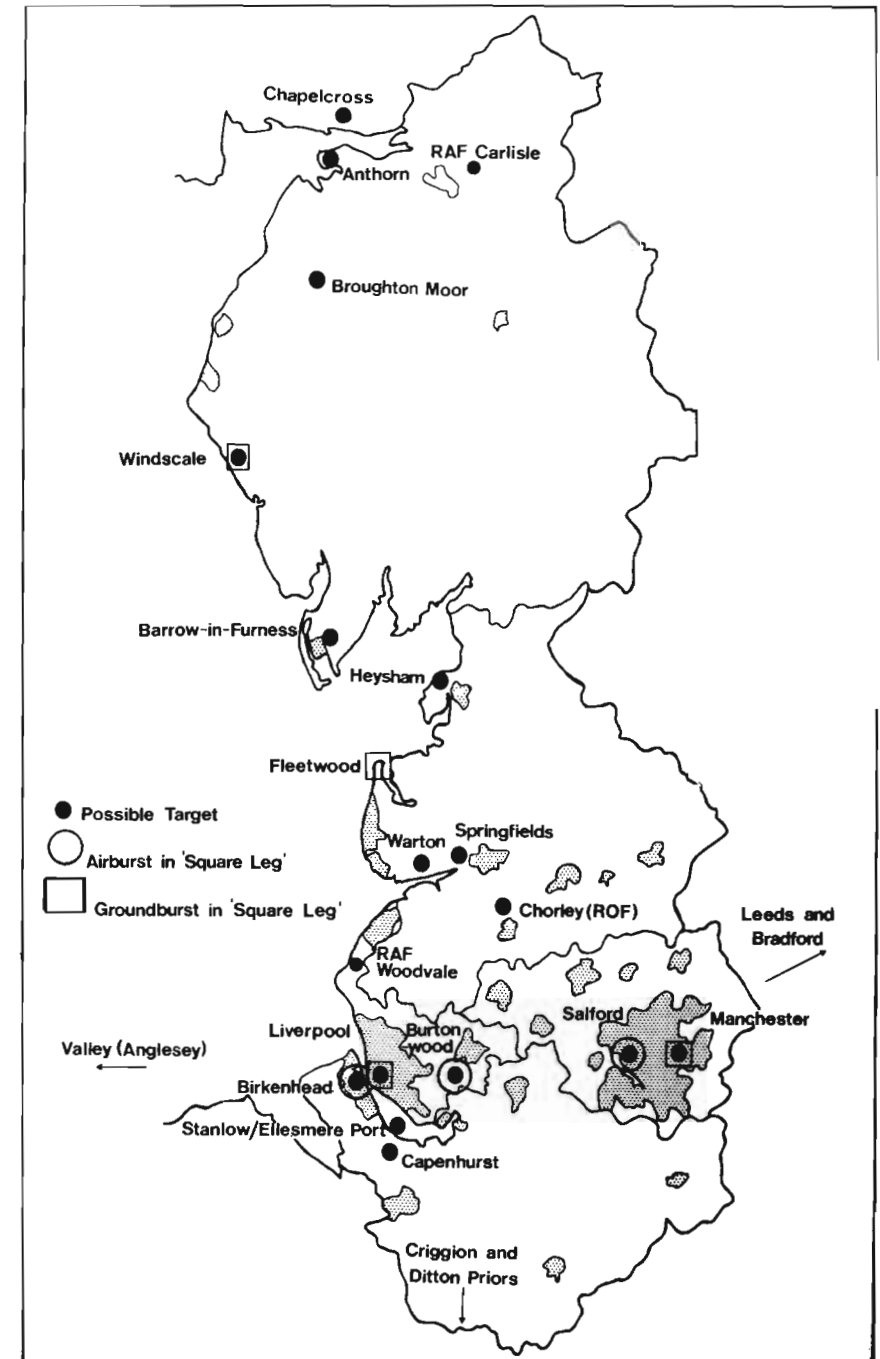 Chapelcross
RAF Carlisle
Anthorn
Broughton Moor
Windscale
Barrow-in-Furness
Heysham
Fleetwood
Possible Target
Airburst in 'Square Leg'
Groundburst in 'Square Leg'
Warton
Springfields
Chorley (ROF)
Leeds and
Bradford
RAF
Woodvale
Salford
Manchester
Liverpool
Burton
wood
Valley (Anglesey)
Birkenhead
Stanlow/Ellesmere Port
Capenhurst
Criggion and
Ditton Priors